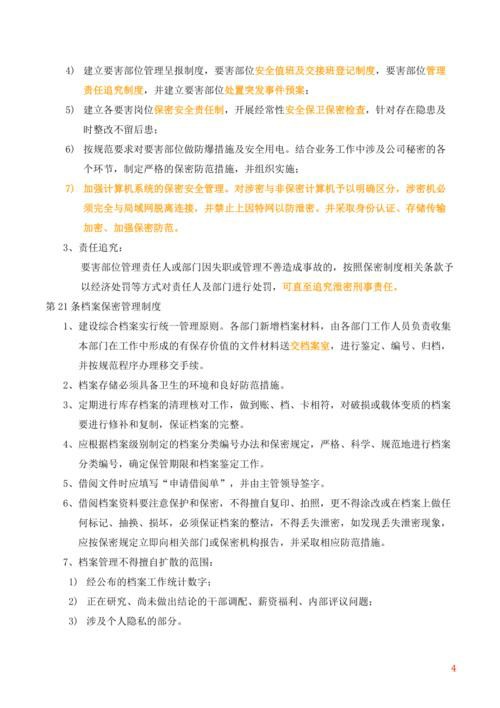 4) 建立要害部位管理呈报制度，要害部位安全值班及交接班登记制度，要害部位管理
责任追究制度，并建立要害部位处置突发事件预案；
5) 建立各要害岗位保密安全责任制，开展经常性安全保卫保密检查，针对存在隐患及
时整改不留后患；
6) 按规范要求对要害部位做防爆措施及安全用电。结合业务工作中涉及公司秘密的各
个环节，制定严格的保密防范措施，并组织实施；
7) 加强计算机系统的保密安全管理。对涉密与非保密计算机予以明确区分，涉密机必
须完全与局域网脱离连接，并禁止上因特网以防泄密。并采取身份认证、存储传输
加密、加强保密防范。
3、责任追究：
要害部位管理责任人或部门因失职或管理不善造成事故的，按照保密制度相关条款予
以经济处罚等方式对责任人及部门进行处罚，可直至追究泄密刑事责任。
第 21 条档案保密管理制度
1、建设综合档案实行统一管理原则。各部门新增档案材料，由各部门工作人员负责收集
本部门在工作中形成的有保存价值的文件材料送交档案室，进行鉴定、编号、归档，
并按规范程序办理移交手续。
2、档案存储必须具备卫生的环境和良好防范措施。
3、定期进行库存档案的清理核对工作，做到账、档、卡相符，对破损或载体变质的档案
要进行修补和复制，保证档案的完整。
4、应根据档案级别制定的档案分类编号办法和保密规定，严格、科学、规范地进行档案
分类编号，确定保管期限和档案鉴定工作。
5、借阅文件时应填写“申请借阅单”，并由主管领导签字。
6、借阅档案资料要注意保护和保密，不得擅自复印、拍照，更不得涂改或在档案上做任
何标记、抽换、损坏，必须保证档案的整洁，不得丢失泄密，如发现丢失泄密现象，
应按保密规定立即向相关部门或保密机构报告，并采取相应防范措施。
7、档案管理不得擅自扩散的范围：
1) 经公布的档案工作统计数字；
2) 正在研究、尚未做出结论的干部调配、薪资福利、内部评议问题；
3) 涉及个人隐私的部分。
4